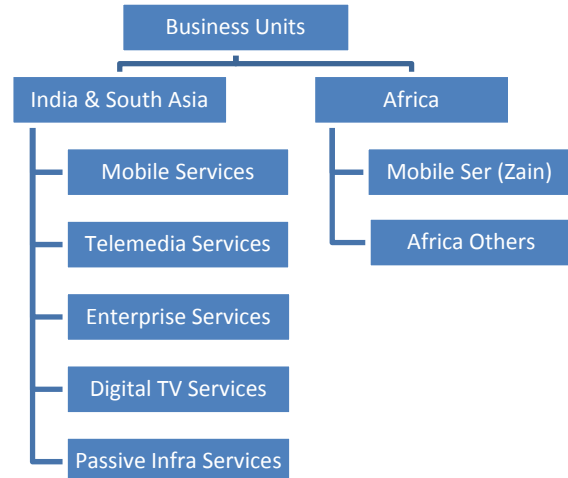 Business Units
India & South Asia
Africa
Mobile Services
Mobile Ser (Zain)
Telemedia Services
Africa Others
Enterprise Services
Digital TV Services
Passive Infra Services